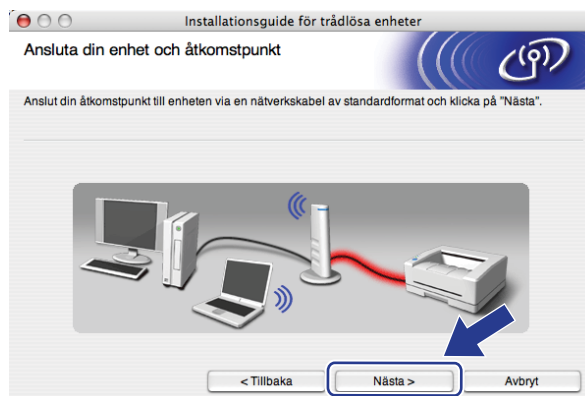 Installationsguide för trådlösa enheter
Ansluta din enhet och åtkomstpunkt
Anslut din åtkomstpunkt till enheten via en nätverkskabel av standardformat och klicka på "Nästa".
< Tillbaka
Nästa >
Avbryt